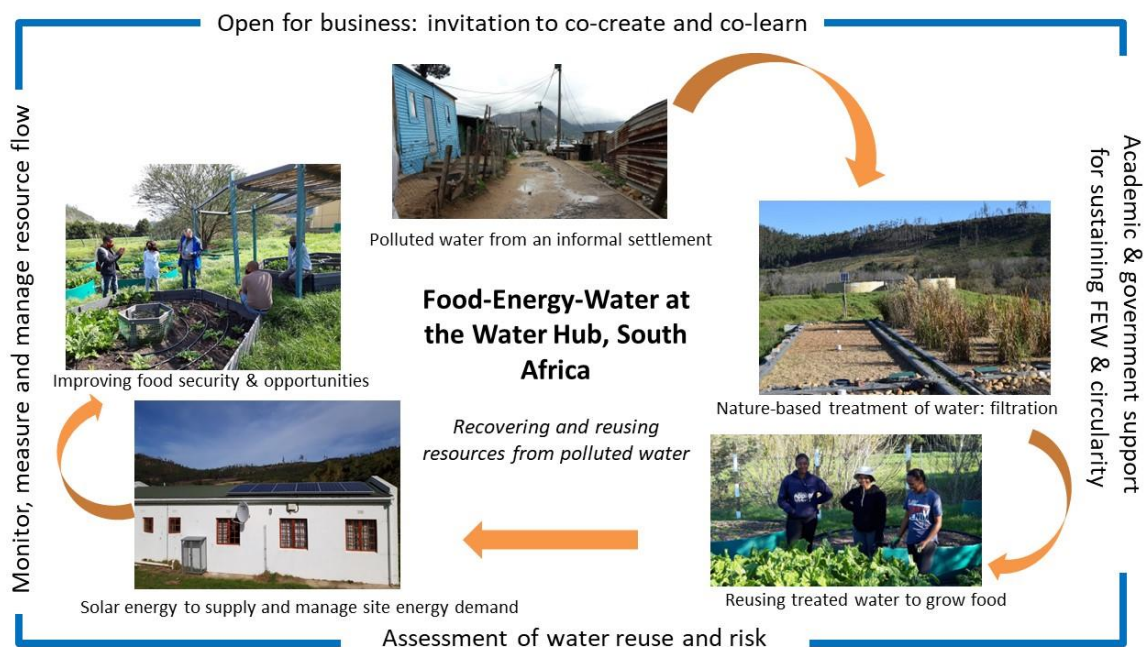 Open for business: invitation to co-create and co-learn
Monitor, measure and manage resource flow
Academic & government support
for sustaining FEW & circularity
Polluted water from an informal settlement
Food-Energy-Water at
the Water Hub, South
Africa
Recovering and reusing
resources from polluted water
Nature-based treatment of water: filtration
Reusing treated water to grow food
Solar energy to supply and manage site energy demand
Improving food security & opportunities
Assessment of water reuse and risk